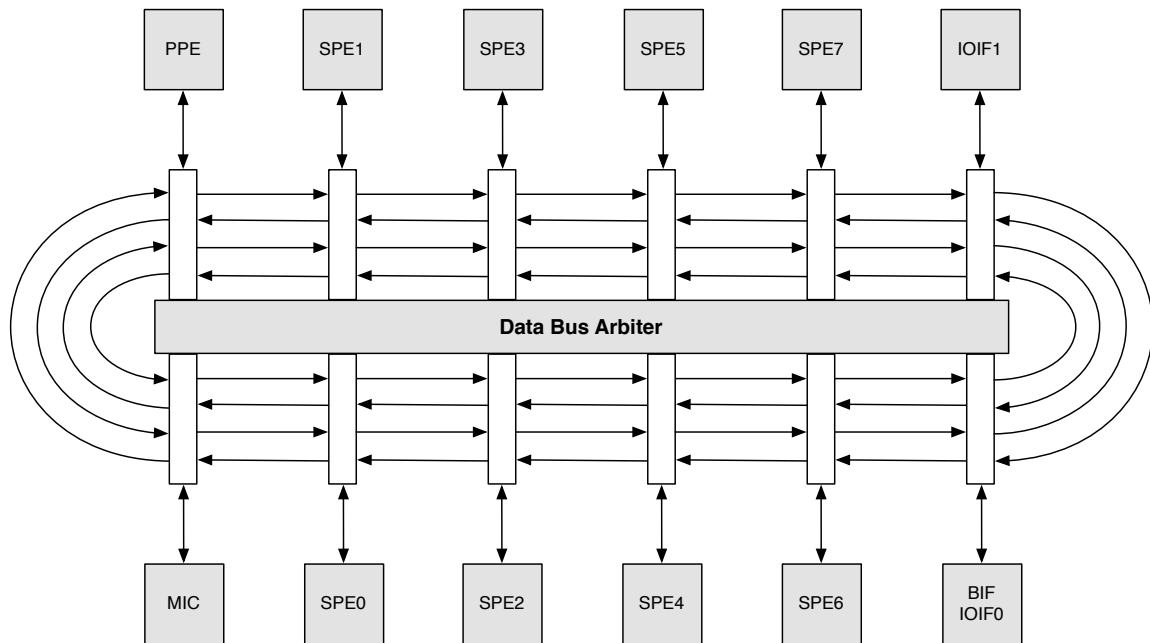 PPE
SPE1
SPE3
SPE5
SPE7
IOIF1
Data Bus Arbiter
MIC
SPE0
SPE2
SPE4
SPE6
BIF
IOIF0